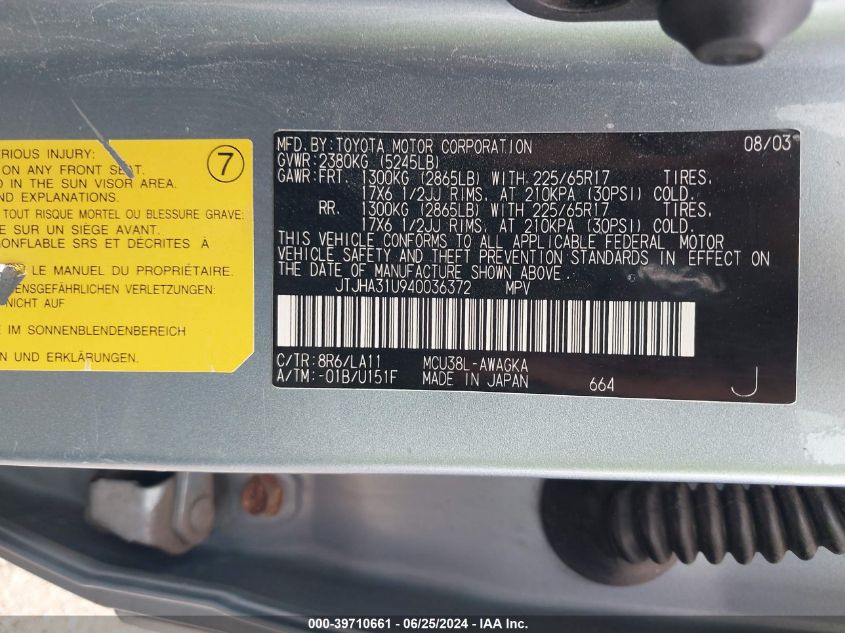 ERIOUS INJURY:
ON ANY FRONT SEAT.
D IN THE SUN VISOR AREA.
AND EXPLANATIONS.
TOUT RISQUE MORTEL OU BLESSURE GRAVE:
E SUR UN SIÈGE AVANT.
GONFLABLE SRS ET DÉCRITES À
LE MANUEL DU PROPRIÉTAIRE.
ENSGEFÄHRLICHEN VERLETZUNGEN:
NICHT AUF
E IM SONNENBLENDENBEREICH.
EN UND ERKLÄRUNGEN.
7
MFD.BY:TOYOTA MOTOR CORPORATION 08/03
GVWR:2380KG (5245LB)
GAWR:FRT. 1300KG (2865LB) WITH 225/65R17 TIRES,
17X6 1/2JJ RIMS, AT 210KPA (30PSI) COLD.
RR. 1300KG (2865LB) WITH 225/65R17 TIRES,
17X6 1/2JJ RIMS, AT 210KPA (30PSI) COLD.
THIS VEHICLE CONFORMS TO ALL APPLICABLE FEDERAL MOTOR
VEHICLE SAFETY AND THEFT PREVENTION STANDARDS IN EFFECT ON
THE DATE OF MANUFACTURE SHOWN ABOVE.
JTJHA31U940036372 MPV
C/TR:8R6/LA11 MCU38L-AWAGKA
A/TM:-01B/U151F MADE IN JAPAN 664 J
000-39710661 - 06/25/2024 - IAA Inc.